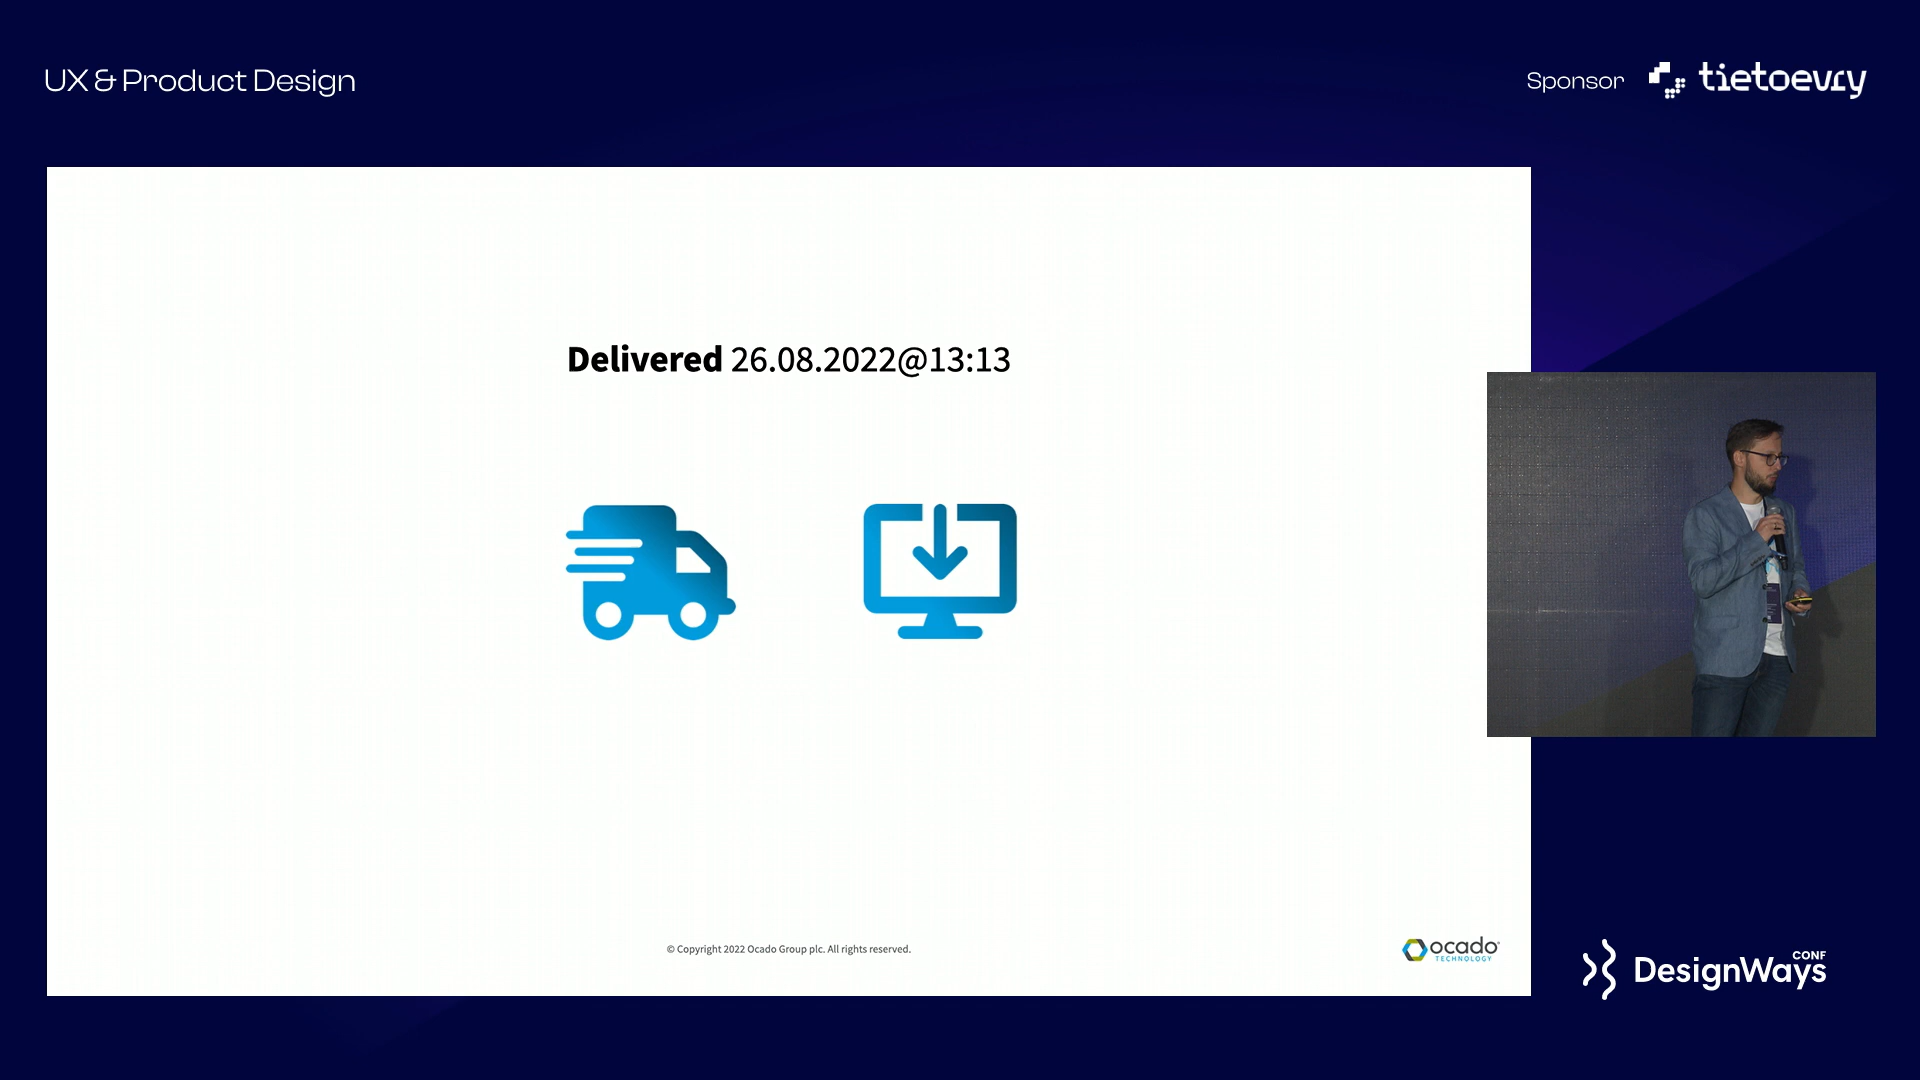 UX & Product Design
Sponsor tietoevry
Delivered 26.08.2022@13:13
© Copyright 2022 Ocado Group plc. All rights reserved.
ocado
TECHNOLOGY
DesignWays CONF